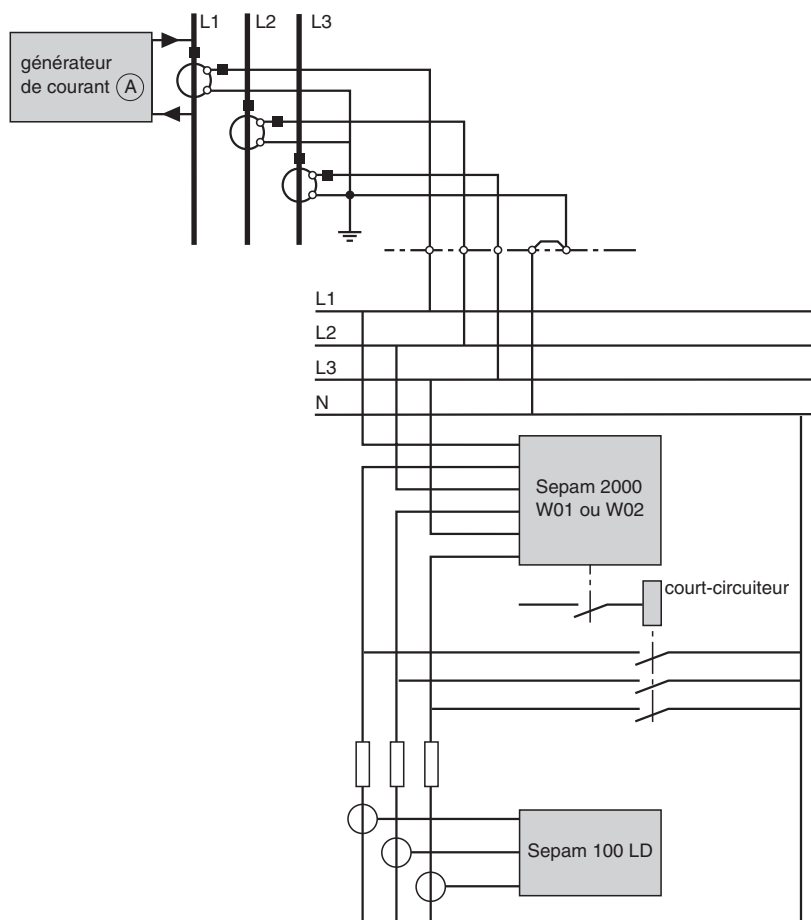 L1 L2 L3
générateur
de courant A
L1
L2
L3
N
Sepam 2000
W01 ou W02
court-circuiteur
Sepam 100 LD